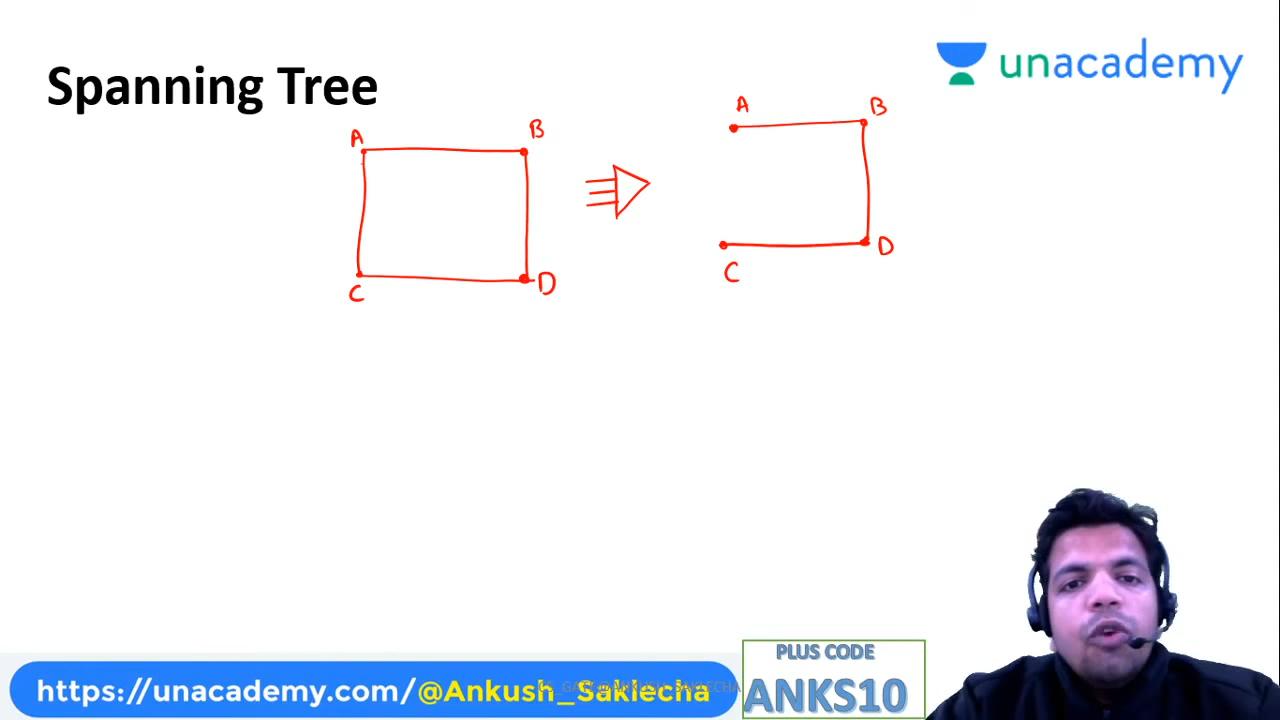 unacademy
Spanning Tree
A B
C D
A B
C D
PLUS CODE
https://unacademy.com/@Ankush_Saklecha
ANKS10